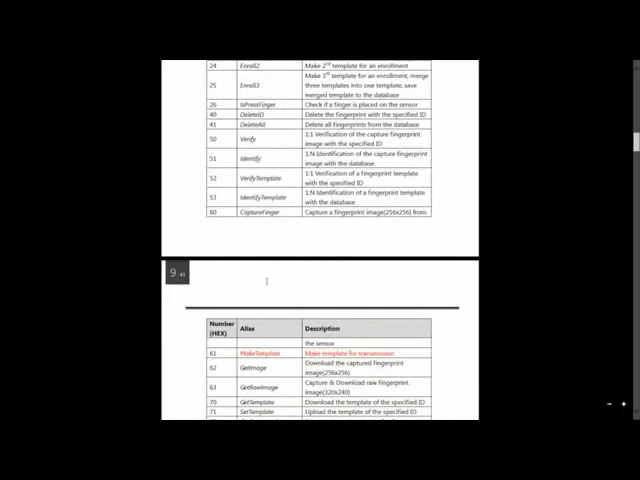 24 Enroll2 Make 2nd template for an enrollment
Make 3rd template for an enrollment, merge
25 Enroll3 three templates into one template, save
merged template to the database
26 IsPressFinger Check if a finger is placed on the sensor
40 DeleteID Delete the fingerprint with the specified ID
41 DeleteAll Delete all fingerprints from the database
50 Verify 1:1 Verification of the capture fingerprint
image with the specified ID
51 Identify 1:N Identification of the capture fingerprint
image with the database
52 VerifyTemplate 1:1 Verification of a fingerprint template
with the specified ID
53 IdentifyTemplate 1:N Identification of a fingerprint template
with the database
60 CaptureFinger Capture a fingerprint image(256x256) from
9
Number
(HEX) Alias Description
the sensor
61 MakeTemplate Make template for transmission
62 GetImage Download the captured fingerprint
image(256x256)
63 GetRawImage Capture & Download raw fingerprint
image(320x240)
70 GetTemplate Download the template of the specified ID
71 SetTemplate Upload the template of the specified ID